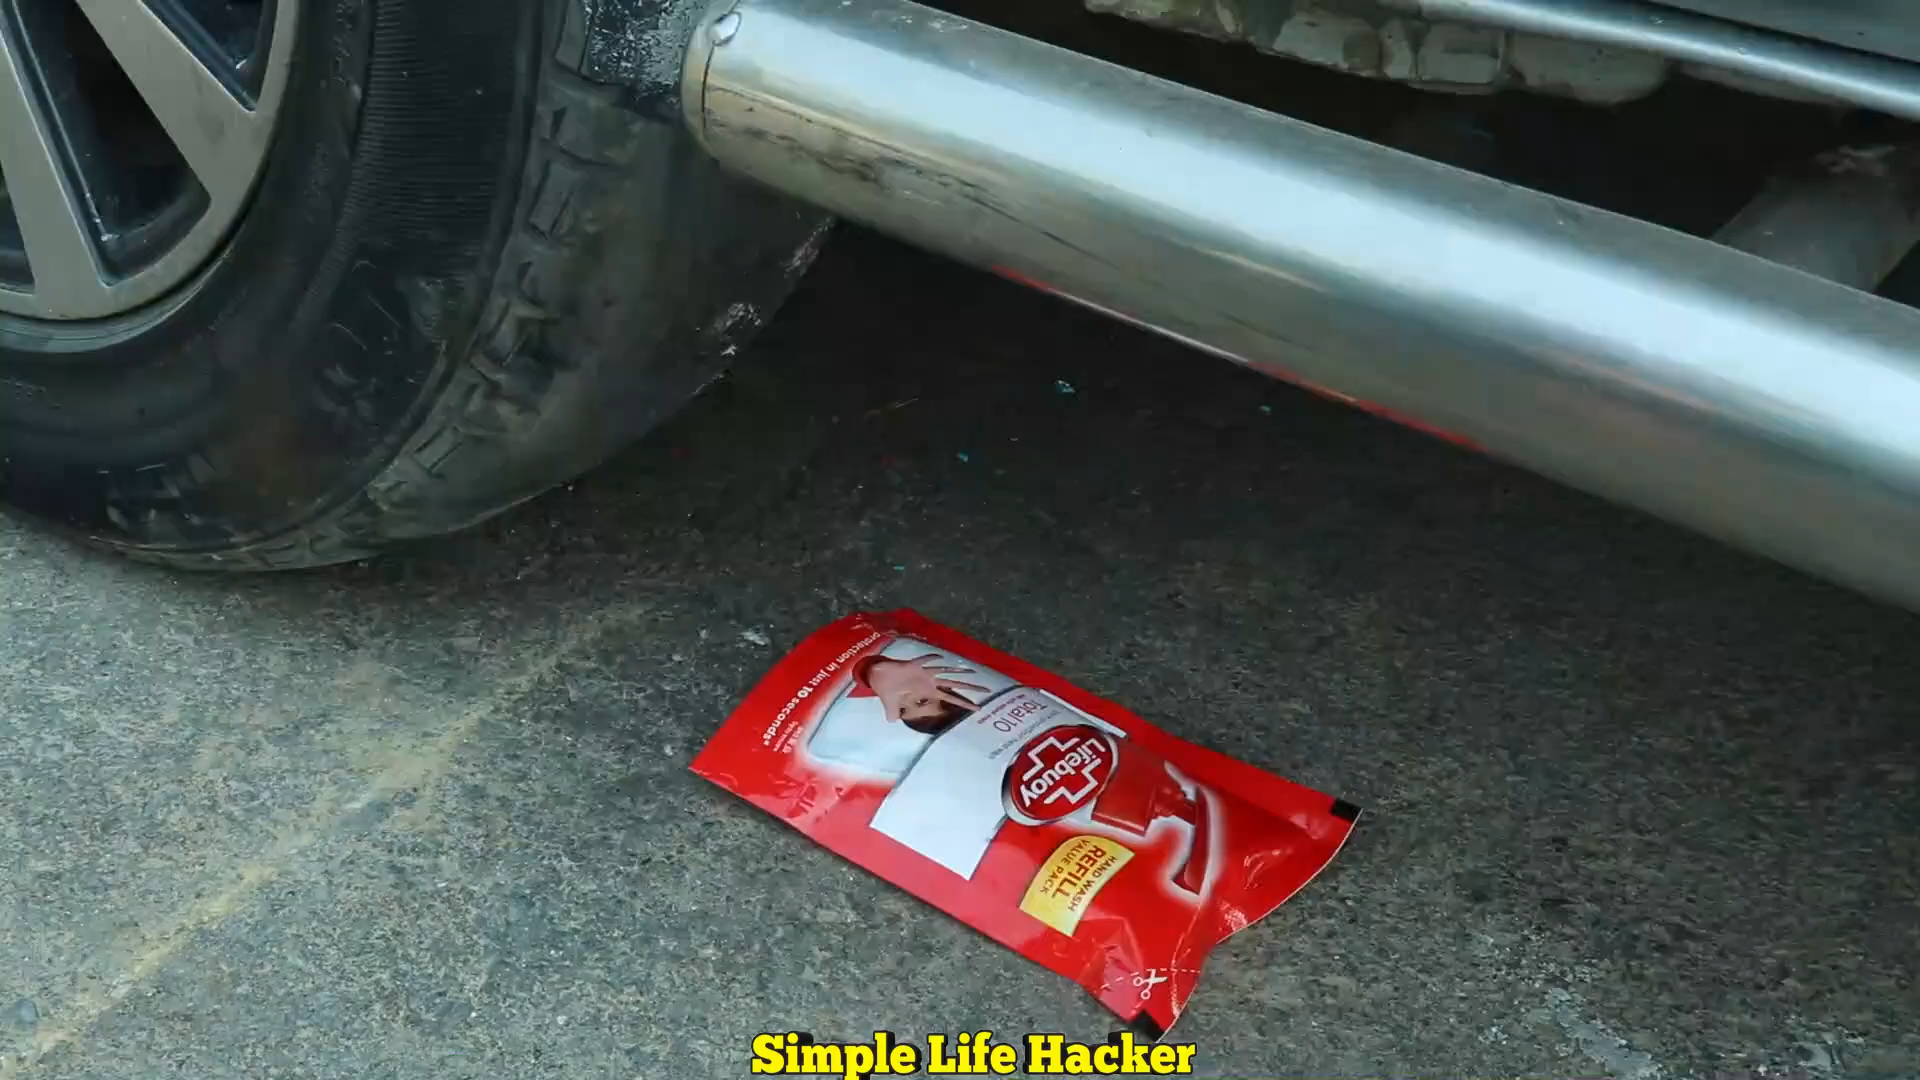 protection in just 10 seconds*
Total 10
Lifebuoy
HAND WASH
REFILL
VALUE PACK
Simple Life Hacker